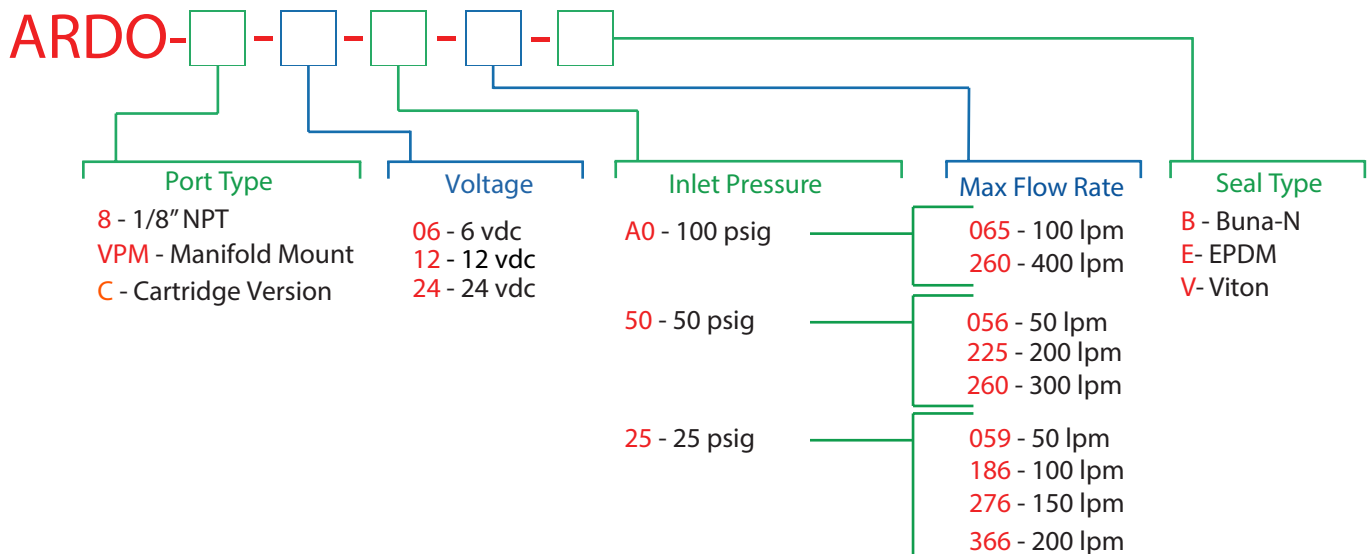 ARDO- - - - -
Port Type
8 - 1/8” NPT
VPM - Manifold Mount
C - Cartridge Version
Voltage
06 - 6 vdc
12 - 12 vdc
24 - 24 vdc
Inlet Pressure
A0 - 100 psig
50 - 50 psig
25 - 25 psig
Max Flow Rate
065 - 100 lpm
260 - 400 lpm
056 - 50 lpm
225 - 200 lpm
260 - 300 lpm
059 - 50 lpm
186 - 100 lpm
276 - 150 lpm
366 - 200 lpm
Seal Type
B - Buna-N
E- EPDM
V- Viton